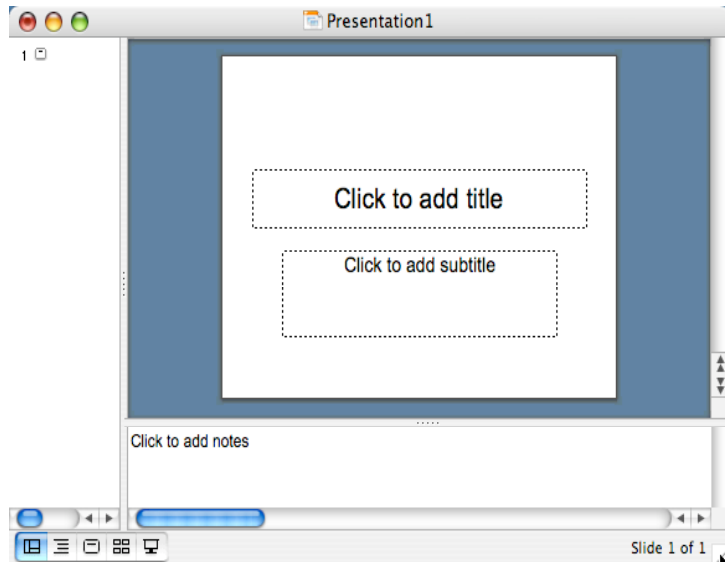 Presentation1
1
Click to add title
Click to add subtitle
Click to add notes
Slide 1 of 1